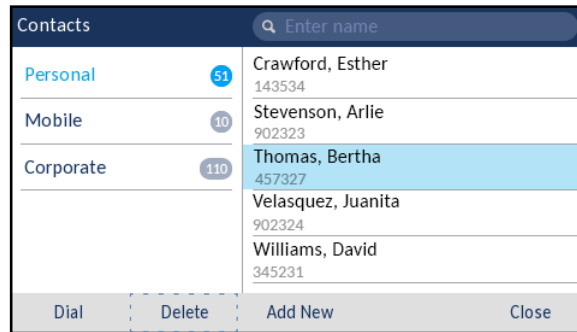 Contacts
Enter name
Personal 51
Mobile 10
Corporate 110
Crawford, Esther
143534
Stevenson, Arlie
902323
Thomas, Bertha
457327
Velasquez, Juanita
902324
Williams, David
345231
Dial Delete Add New Close